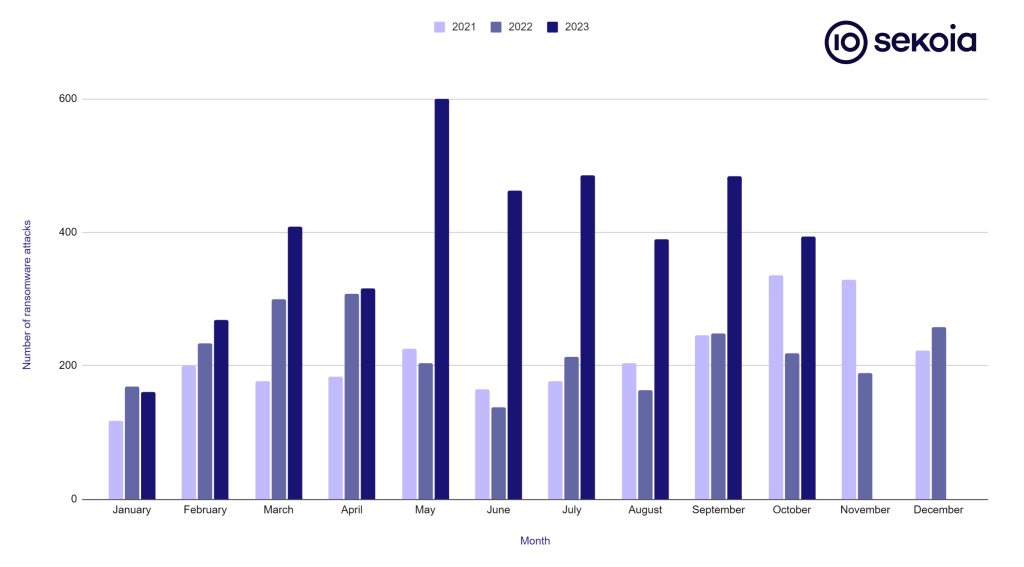 2021 2022 2023
IO sekoia
600
400
200
0
Number of ransomware attacks
January February March April May June July August September October November December
Month